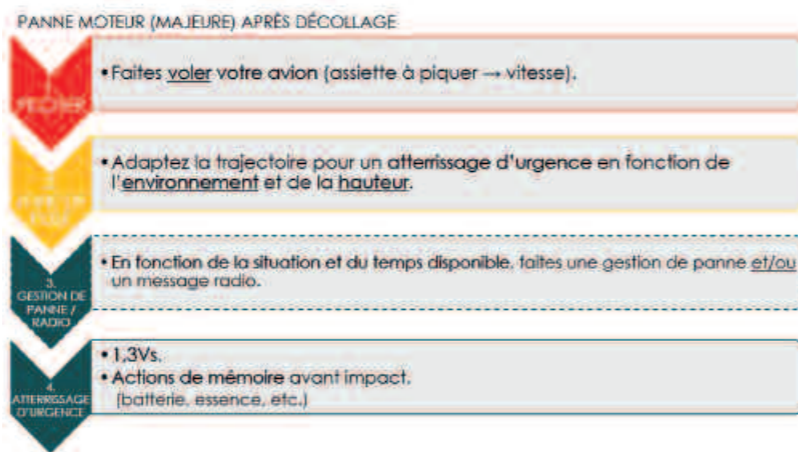 PANNE MOTEUR (MAJEURE) APRÈS DÉCOLLAGE
1.
PILOTER
• Faites voler votre avion (assiette à piquer → vitesse).
2.
• Adaptez la trajectoire pour un atterrissage d'urgence en fonction de
l'environnement et de la hauteur.
3.
GESTION DE
PANNE /
RADIO
• En fonction de la situation et du temps disponible, faites une gestion de panne et/ou
un message radio.
4.
ATTERRISSAGE
D'URGENCE
• 1,3Vs.
• Actions de mémoire avant impact.
(batterie, essence, etc.)